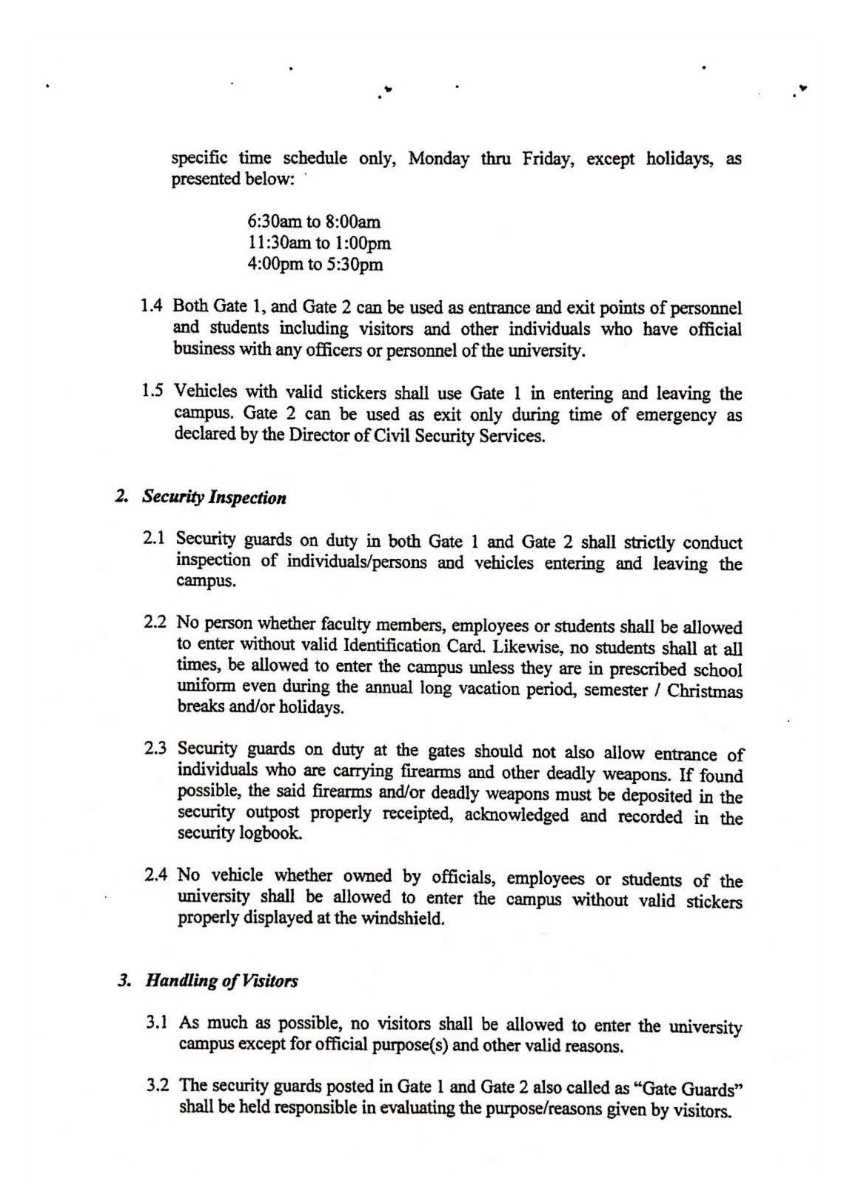 specific time schedule only, Monday thru Friday, except holidays, as
presented below:
6:30am to 8:00am
11:30am to 1:00pm
4:00pm to 5:30pm
1.4 Both Gate 1, and Gate 2 can be used as entrance and exit points of personnel
and students including visitors and other individuals who have official
business with any officers or personnel of the university.
1.5 Vehicles with valid stickers shall use Gate 1 in entering and leaving the
campus. Gate 2 can be used as exit only during time of emergency as
declared by the Director of Civil Security Services.
2. Security Inspection
2.1 Security guards on duty in both Gate 1 and Gate 2 shall strictly conduct
inspection of individuals/persons and vehicles entering and leaving the
campus.
2.2 No person whether faculty members, employees or students shall be allowed
to enter without valid Identification Card. Likewise, no students shall at all
times, be allowed to enter the campus unless they are in prescribed school
uniform even during the annual long vacation period, semester / Christmas
breaks and/or holidays.
2.3 Security guards on duty at the gates should not also allow entrance of
individuals who are carrying firearms and other deadly weapons. If found
possible, the said firearms and/or deadly weapons must be deposited in the
security outpost properly receipted, acknowledged and recorded in the
security logbook.
2.4 No vehicle whether owned by officials, employees or students of the
university shall be allowed to enter the campus without valid stickers
properly displayed at the windshield.
3. Handling of Visitors
3.1 As much as possible, no visitors shall be allowed to enter the university
campus except for official purpose(s) and other valid reasons.
3.2 The security guards posted in Gate 1 and Gate 2 also called as “Gate Guards”
shall be held responsible in evaluating the purpose/reasons given by visitors.